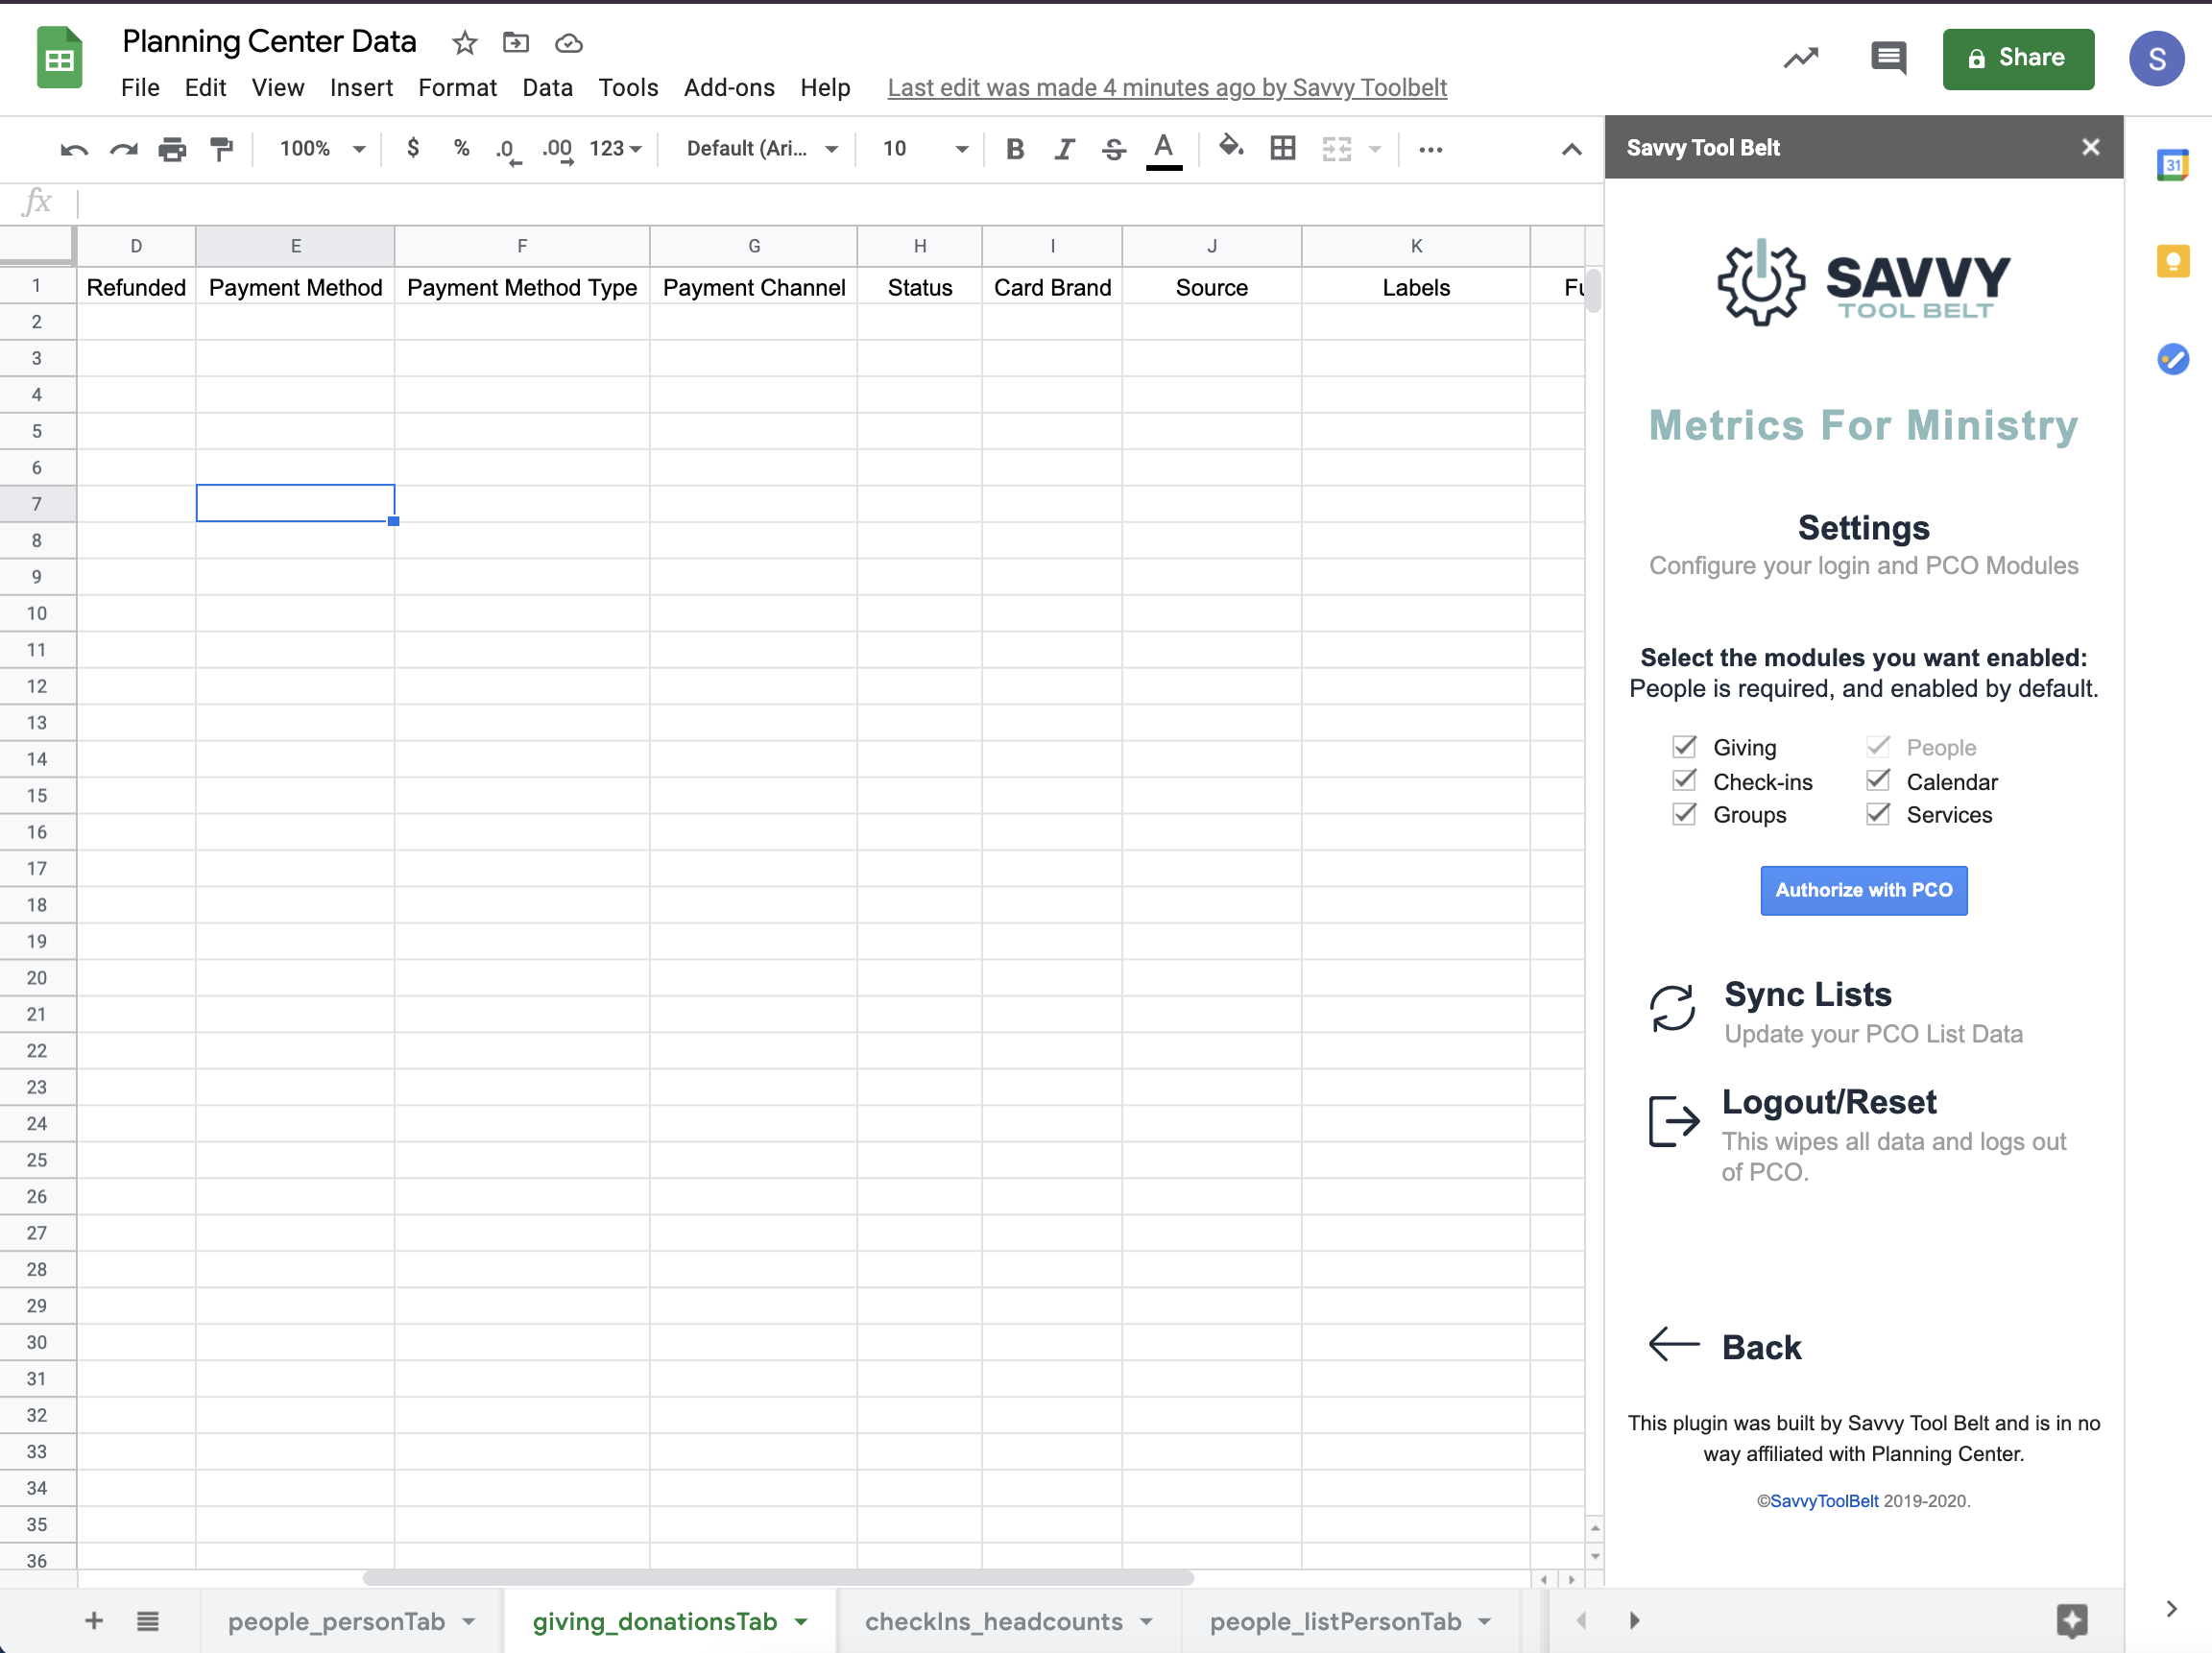 Planning Center Data
File Edit View Insert Format Data Tools Add-ons Help Last edit was made 4 minutes ago by Savvy Toolbelt
Share
S
100% $ % .0 .00 123 Default (Ari... 10 B I S A ...
fx
D E F G H I J K
1 Refunded Payment Method Payment Method Type Payment Channel Status Card Brand Source Labels
2
3
4
5
6
7
8
9
10
11
12
13
14
15
16
17
18
19
20
21
22
23
24
25
26
27
28
29
30
31
32
33
34
35
36
people_personTab giving_donationsTab checkIns_headcounts people_listPersonTab
Savvy Tool Belt
SAVVY
TOOL BELT
Metrics For Ministry
Settings
Configure your login and PCO Modules
Select the modules you want enabled:
People is required, and enabled by default.
Giving People
Check-ins Calendar
Groups Services
Authorize with PCO
Sync Lists
Update your PCO List Data
Logout/Reset
This wipes all data and logs out
of PCO.
Back
This plugin was built by Savvy Tool Belt and is in no
way affiliated with Planning Center.
©SavvyToolBelt 2019-2020.
31